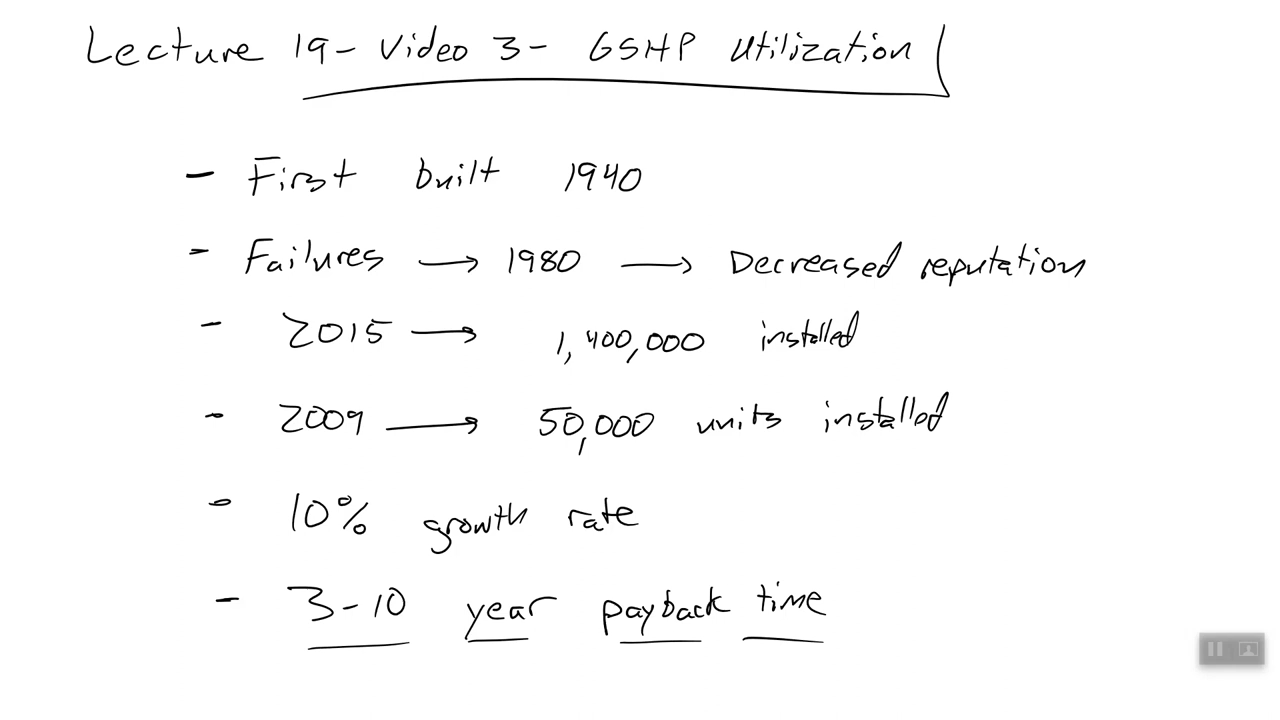 Lecture 19- Video 3- GSHP Utilization
- First built 1940
- Failures → 1980 → Decreased reputation
- 2015 → 1,400,000 installed
- 2009 → 50,000 units installed
- 10% growth rate
- 3-10 year payback time